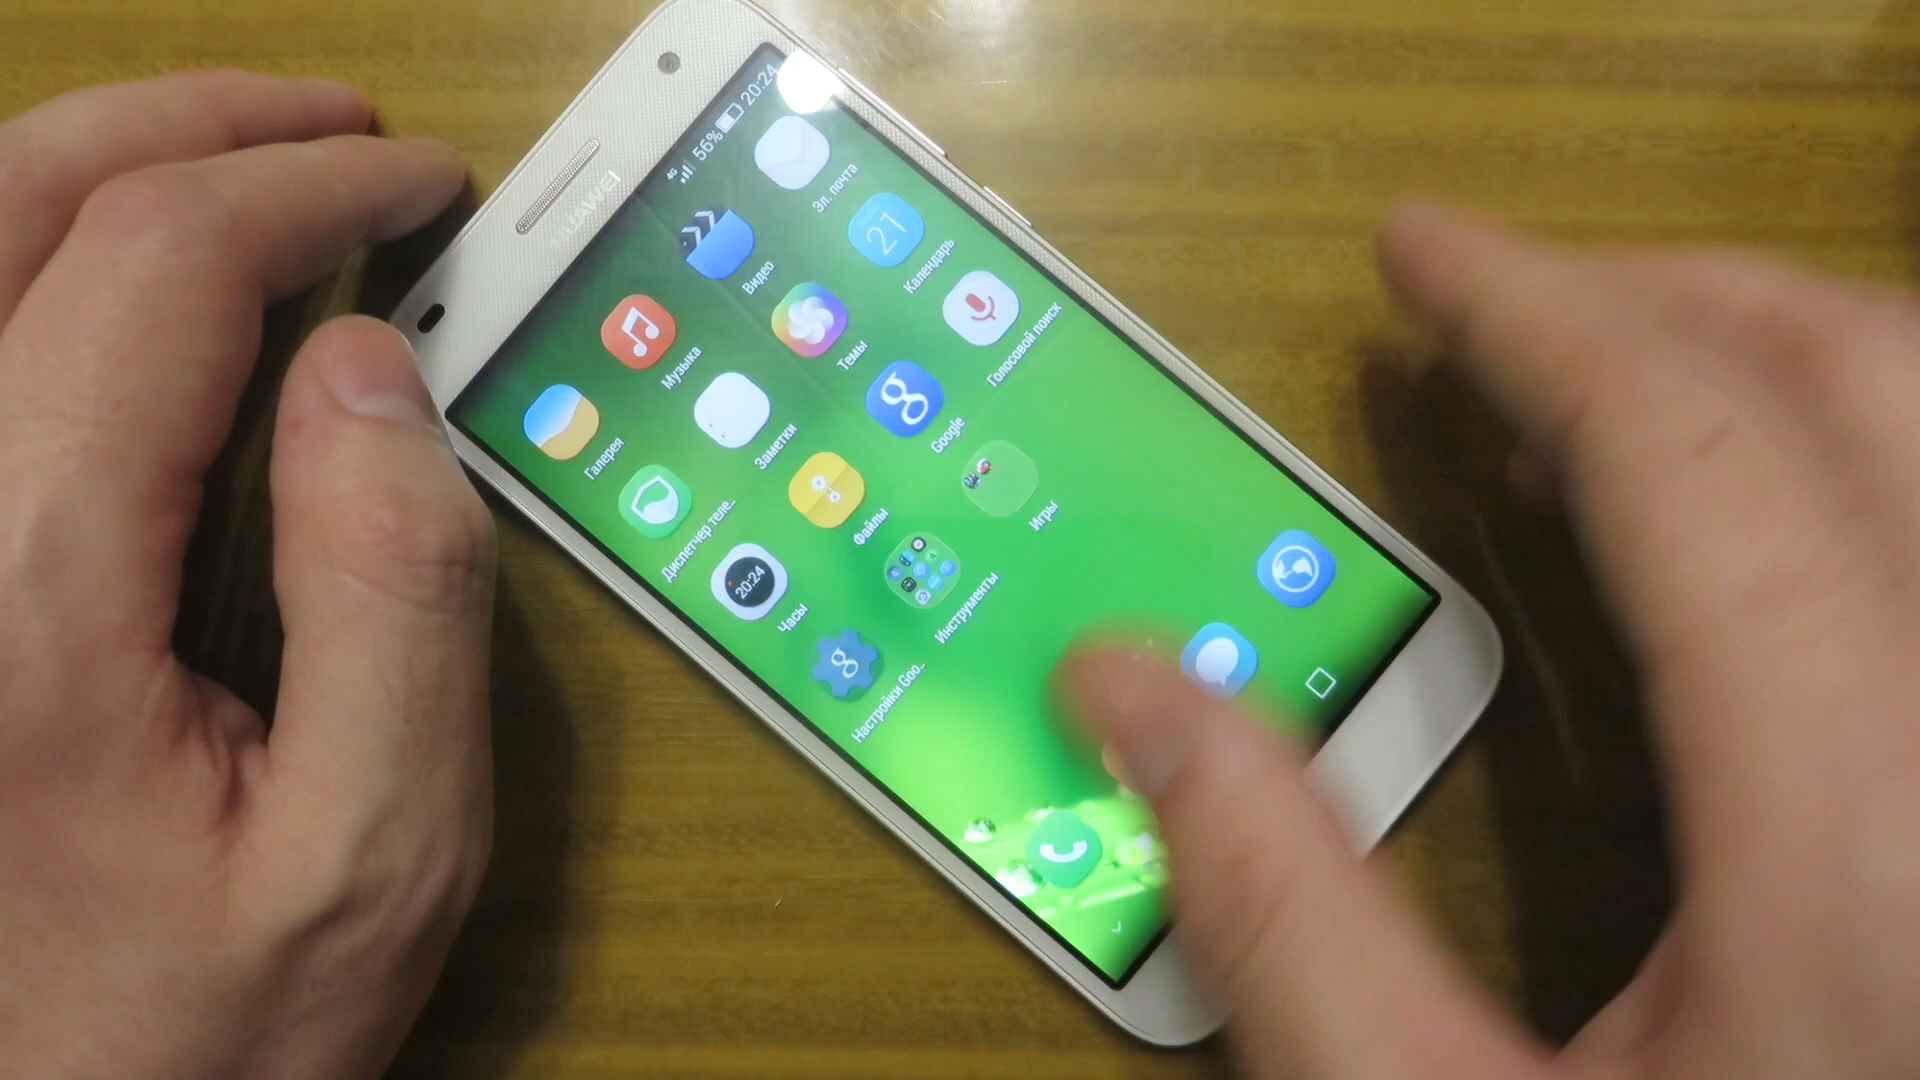 HUAWEI
4G 56% 20:24
Галерея
Музыка
Видео
Эл. почта
Диспетчер теле..
Заметки
Темы
21
Календарь
20:24
Часы
Файлы
g
Google
Голосовой поиск
g
Настройки Goo..
Инструменты
Игры